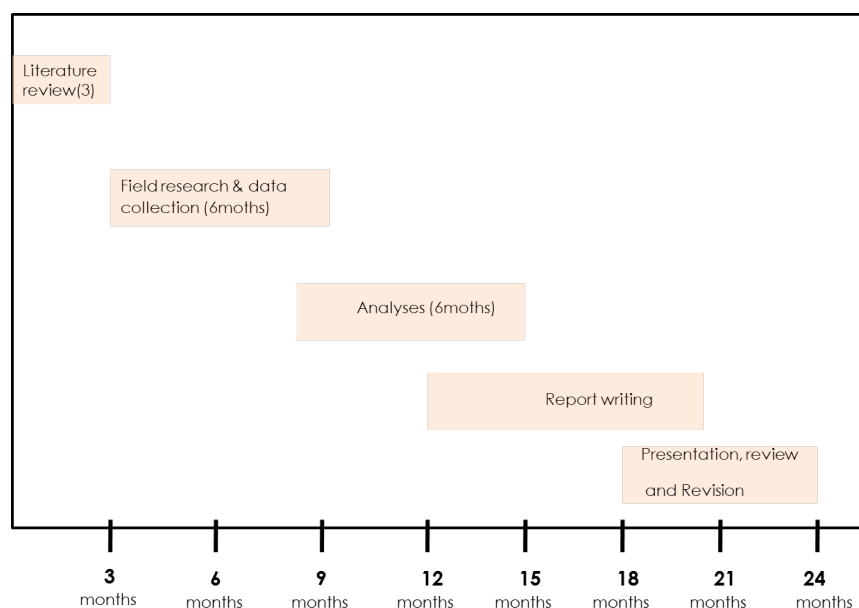 Literature
review(3)
Field research & data
collection (6moths)
Analyses (6moths)
Report writing
Presentation, review
and Revision
3 6 9 12 15 18 21 24
months months months months months months months months